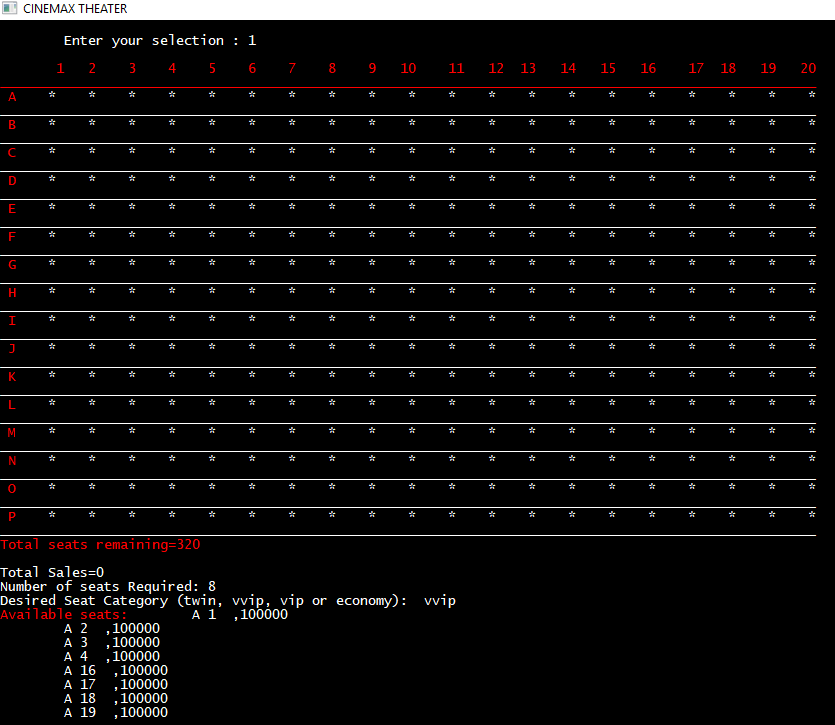 CINEMAX THEATER
Enter your selection : 1
1 2 3 4 5 6 7 8 9 10 11 12 13 14 15 16 17 18 19 20
A * * * * * * * * * * * * * * * * * * * *
B * * * * * * * * * * * * * * * * * * * *
C * * * * * * * * * * * * * * * * * * * *
D * * * * * * * * * * * * * * * * * * * *
E * * * * * * * * * * * * * * * * * * * *
F * * * * * * * * * * * * * * * * * * * *
G * * * * * * * * * * * * * * * * * * * *
H * * * * * * * * * * * * * * * * * * * *
I * * * * * * * * * * * * * * * * * * * *
J * * * * * * * * * * * * * * * * * * * *
K * * * * * * * * * * * * * * * * * * * *
L * * * * * * * * * * * * * * * * * * * *
M * * * * * * * * * * * * * * * * * * * *
N * * * * * * * * * * * * * * * * * * * *
O * * * * * * * * * * * * * * * * * * * *
P * * * * * * * * * * * * * * * * * * * *
Total seats remaining=320
Total Sales=0
Number of seats Required: 8
Desired Seat Category (twin, vvip, vip or economy):  vvip
Available seats:        A 1  ,100000
A 2  ,100000
A 3  ,100000
A 4  ,100000
A 16  ,100000
A 17  ,100000
A 18  ,100000
A 19  ,100000